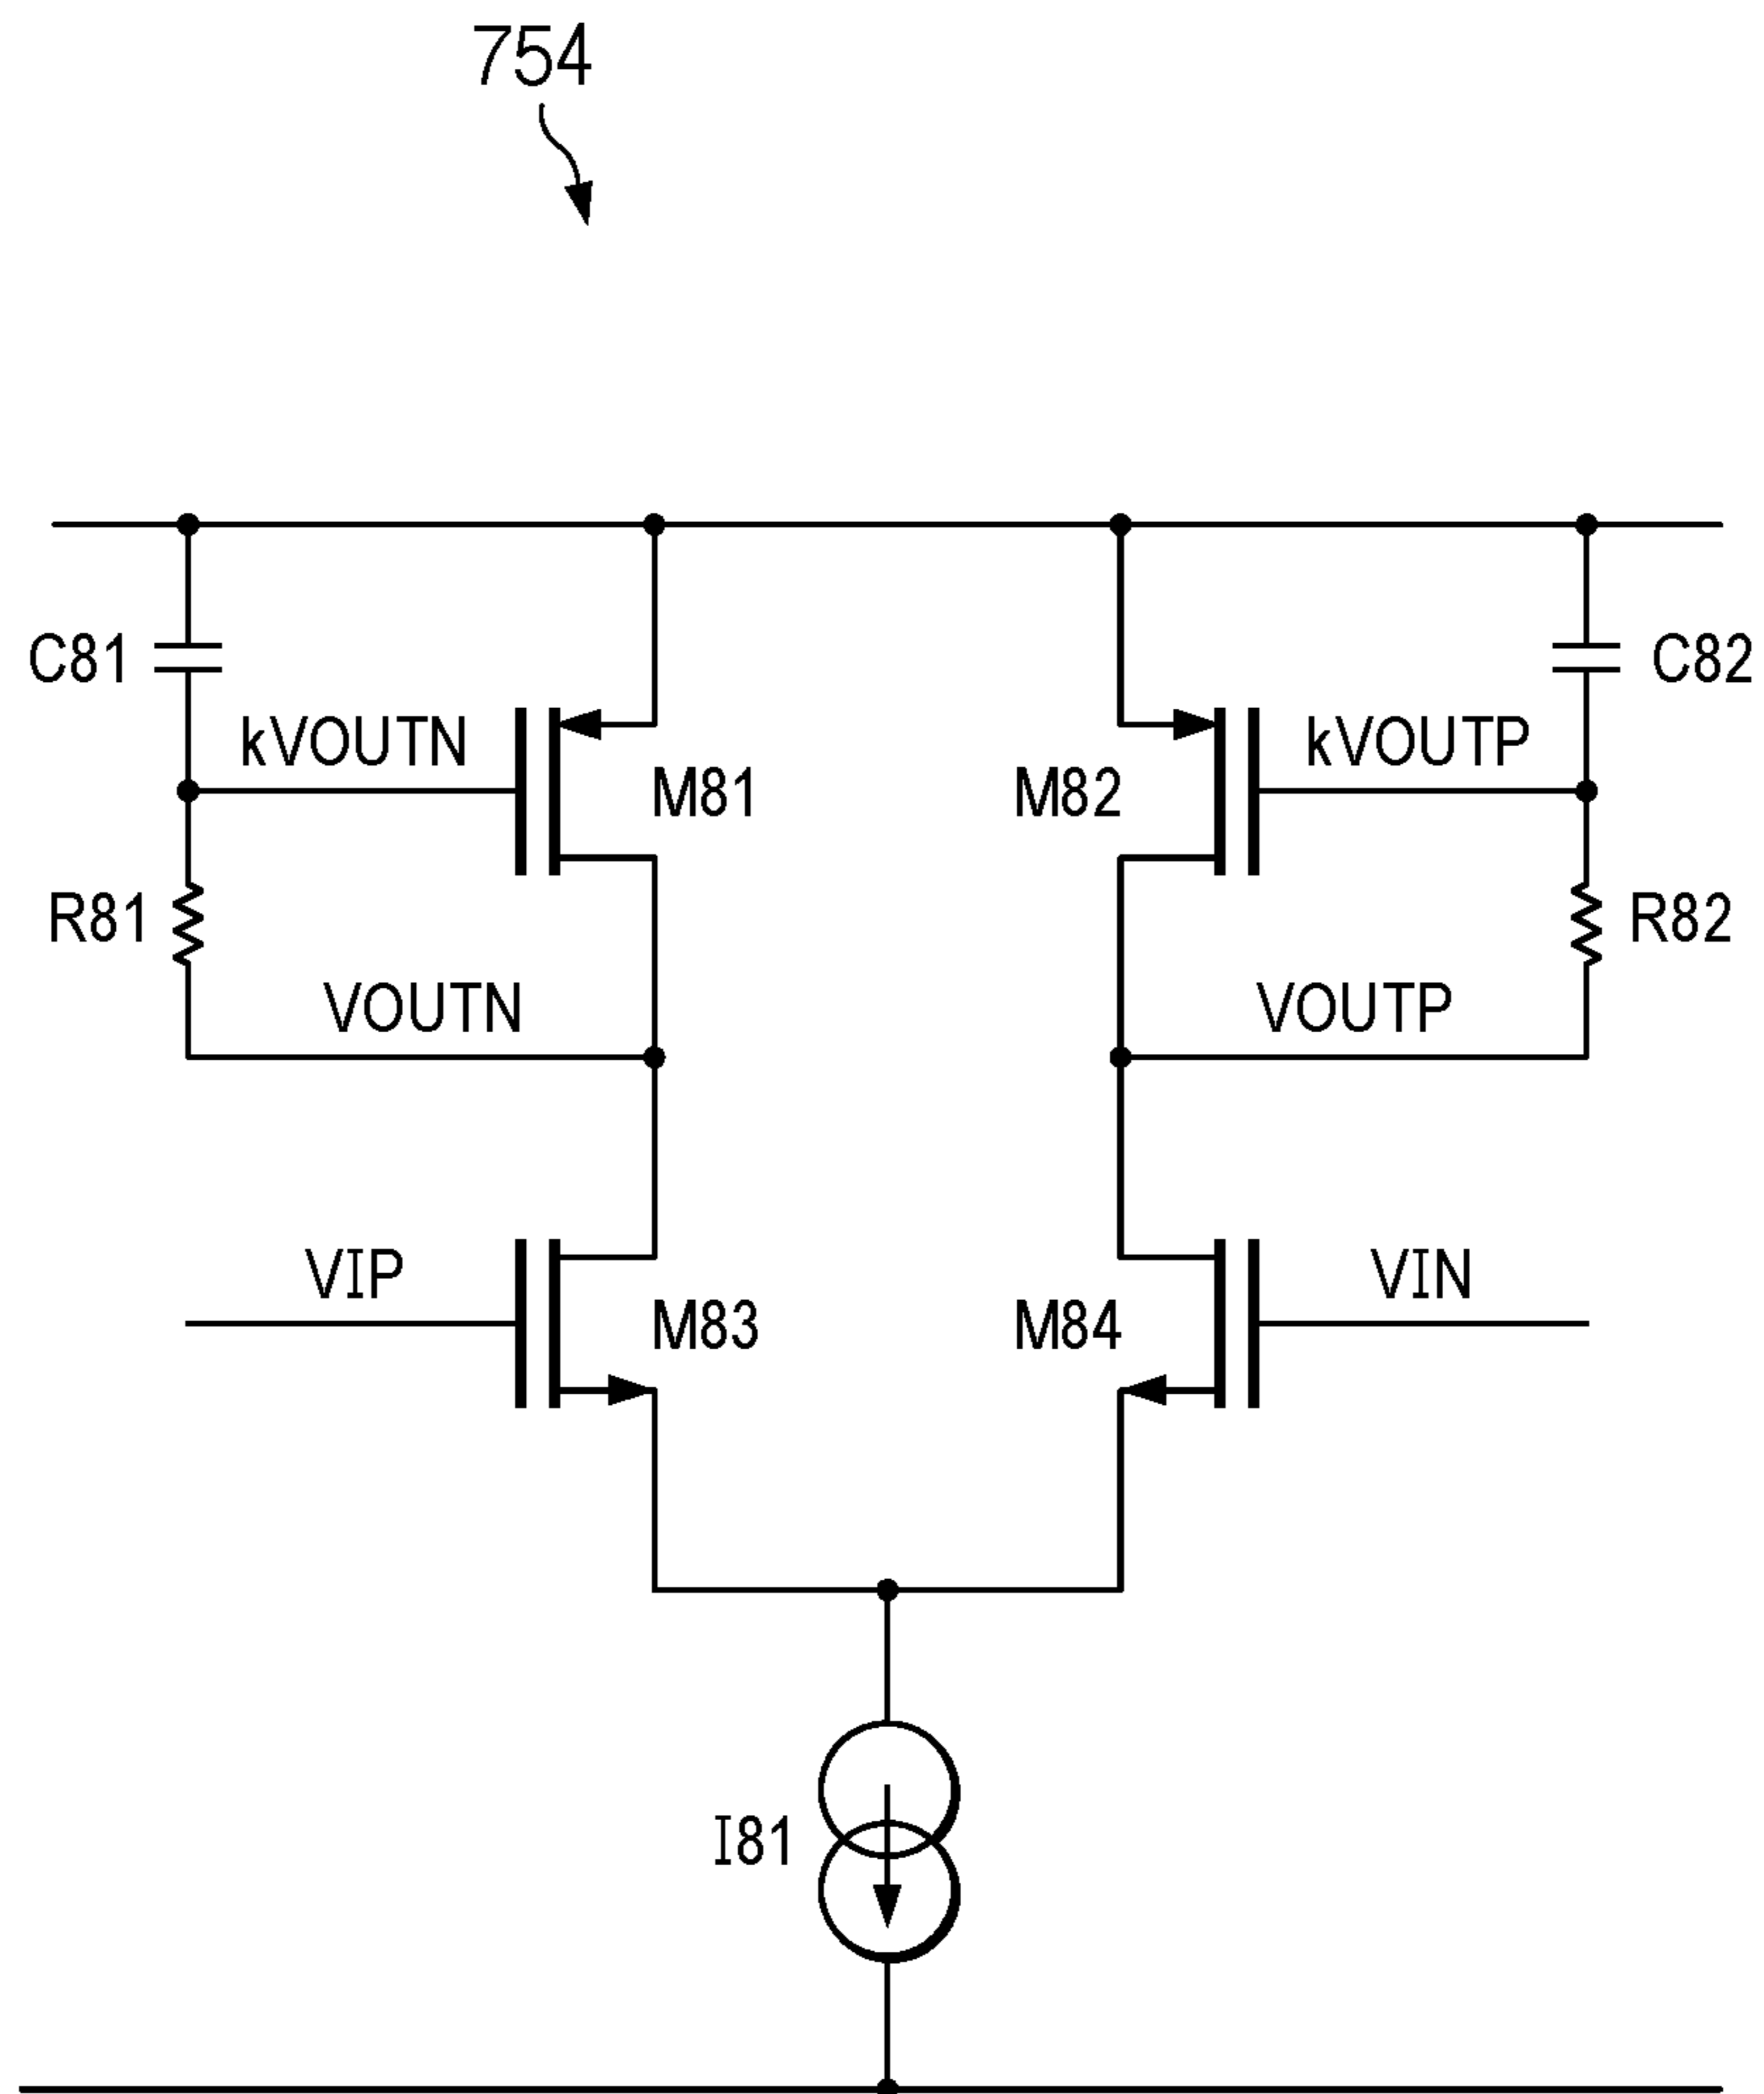 754
C81
C82
kVOUTN
kVOUTP
M81
M82
R81
R82
VOUTN
VOUTP
VIP
VIN
M83
M84
I81